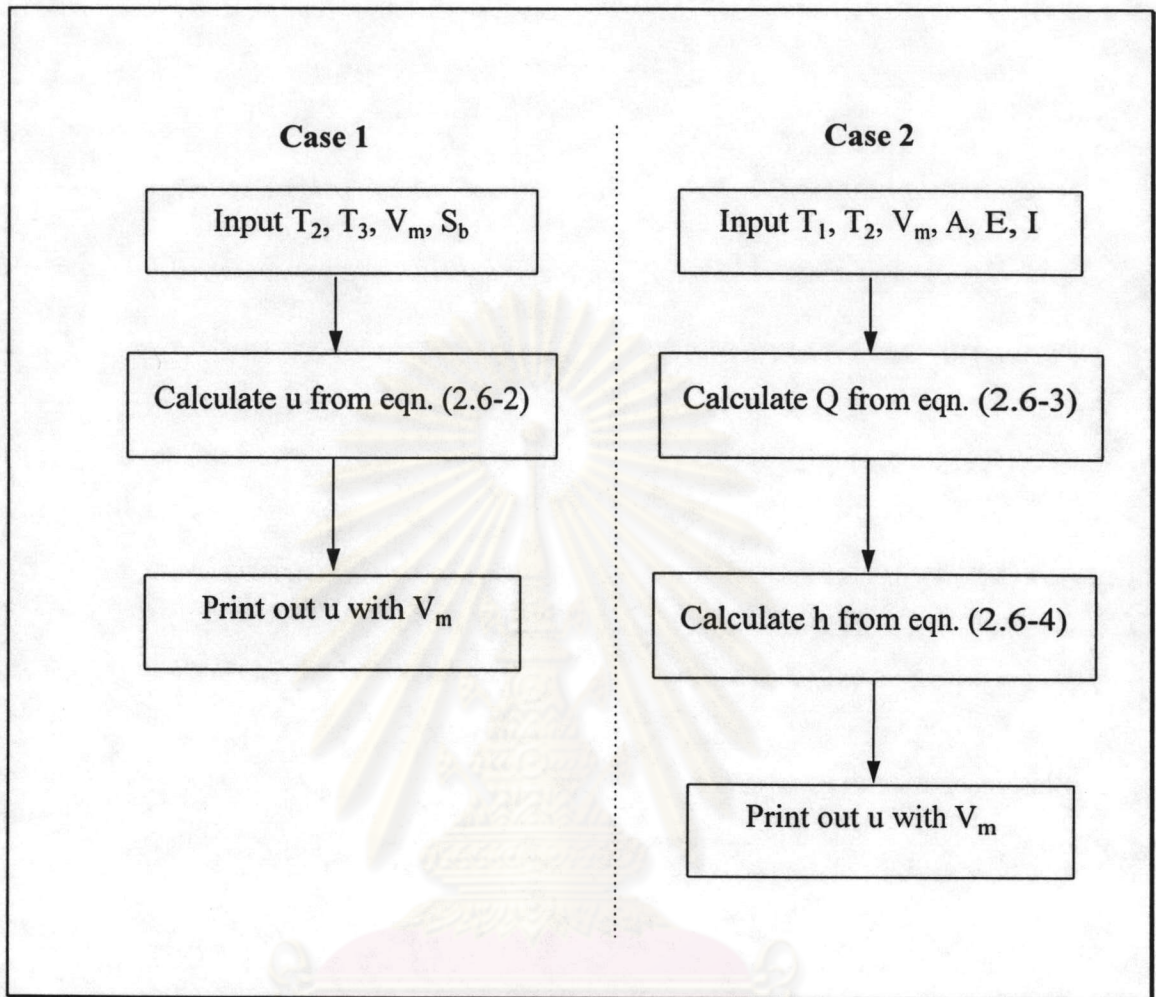 Case 1
Input T₂, T₃, Vₘ, S_b
Calculate u from eqn. (2.6-2)
Print out u with Vₘ
Case 2
Input T₁, T₂, Vₘ, A, E, I
Calculate Q from eqn. (2.6-3)
Calculate h from eqn. (2.6-4)
Print out u with Vₘ